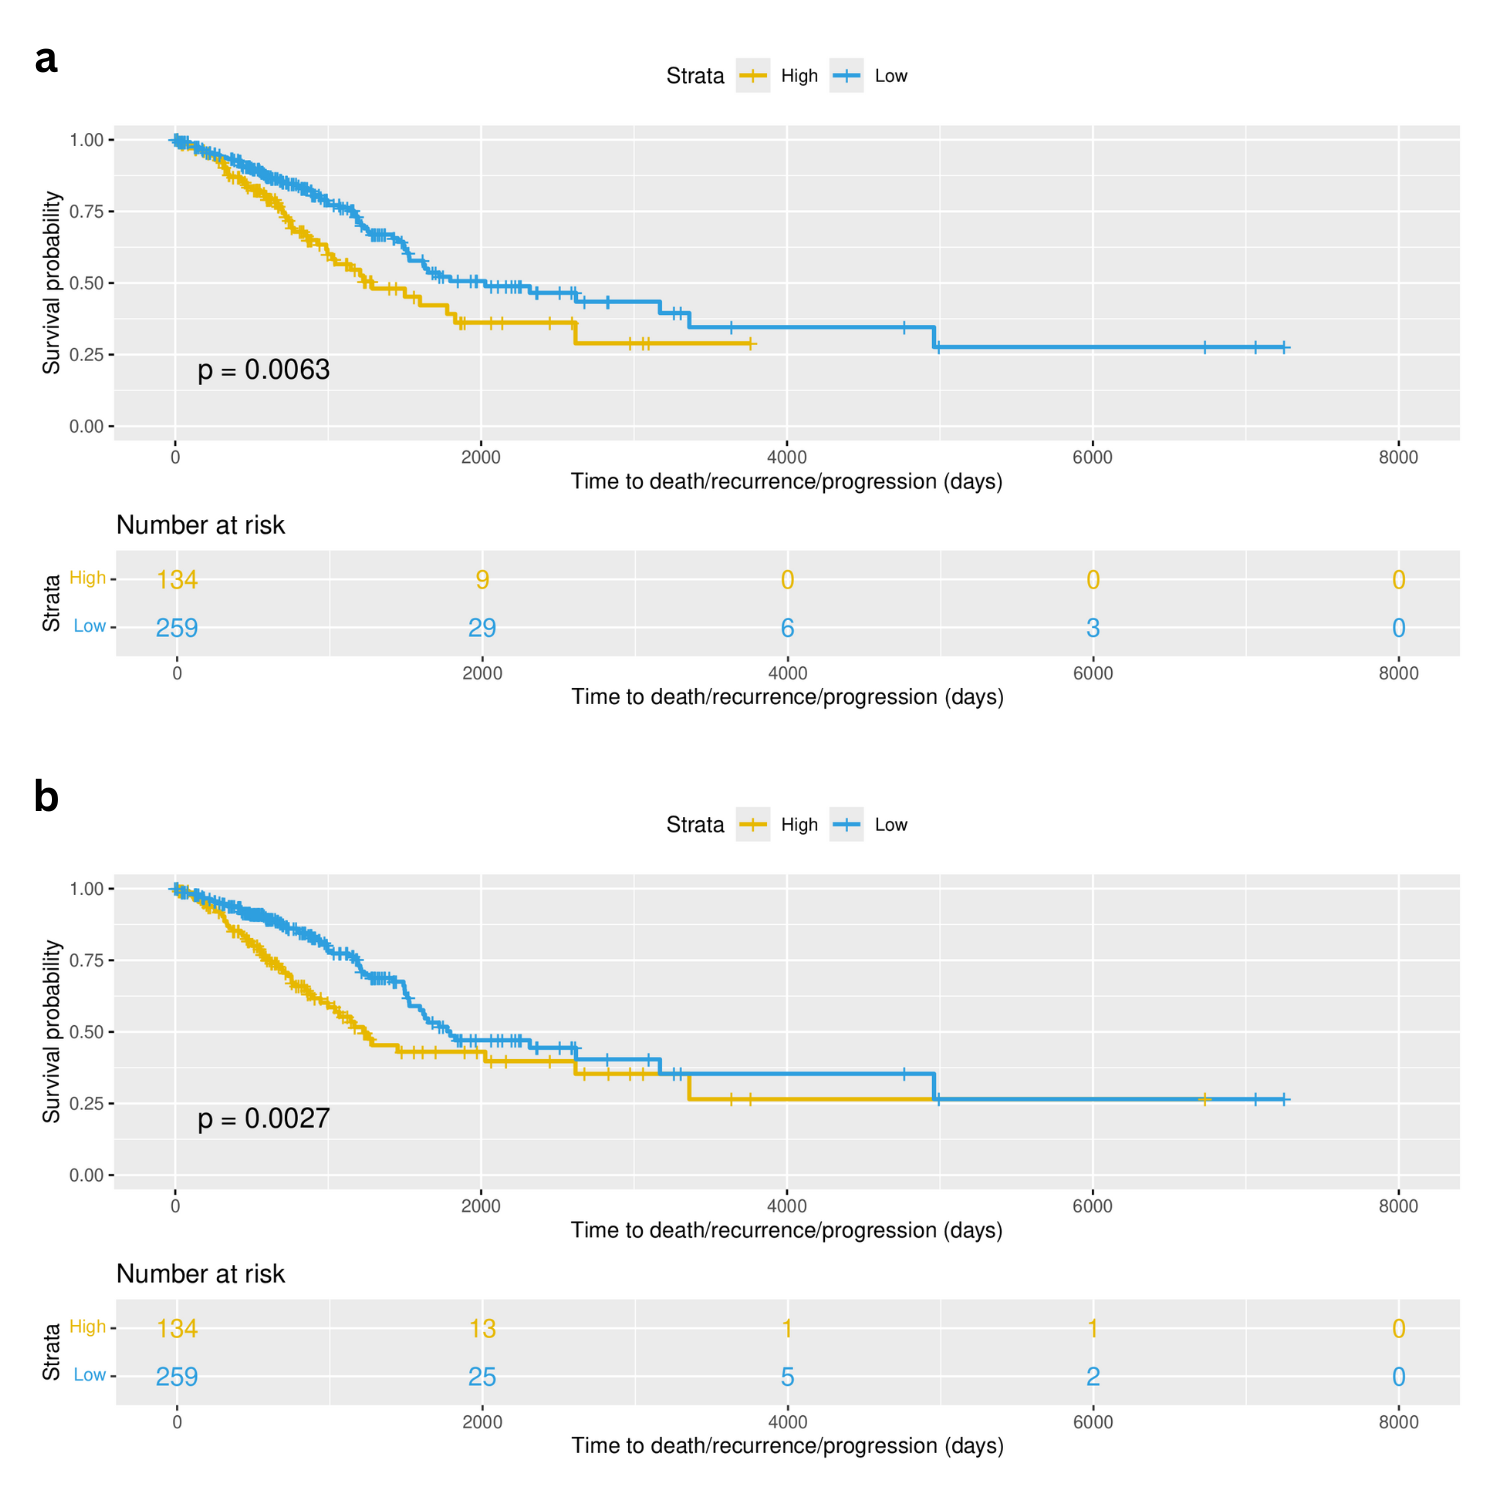 a
Strata High Low
1.00
0.75
0.50
0.25
0.00
Survival probability
p = 0.0063
0 2000 4000 6000 8000
Time to death/recurrence/progression (days)
Number at risk
Strata
High 134 9 0 0 0
Low 259 29 6 3 0
0 2000 4000 6000 8000
Time to death/recurrence/progression (days)
b
Strata High Low
1.00
0.75
0.50
0.25
0.00
Survival probability
p = 0.0027
0 2000 4000 6000 8000
Time to death/recurrence/progression (days)
Number at risk
Strata
High 134 13 1 1 0
Low 259 25 5 2 0
0 2000 4000 6000 8000
Time to death/recurrence/progression (days)